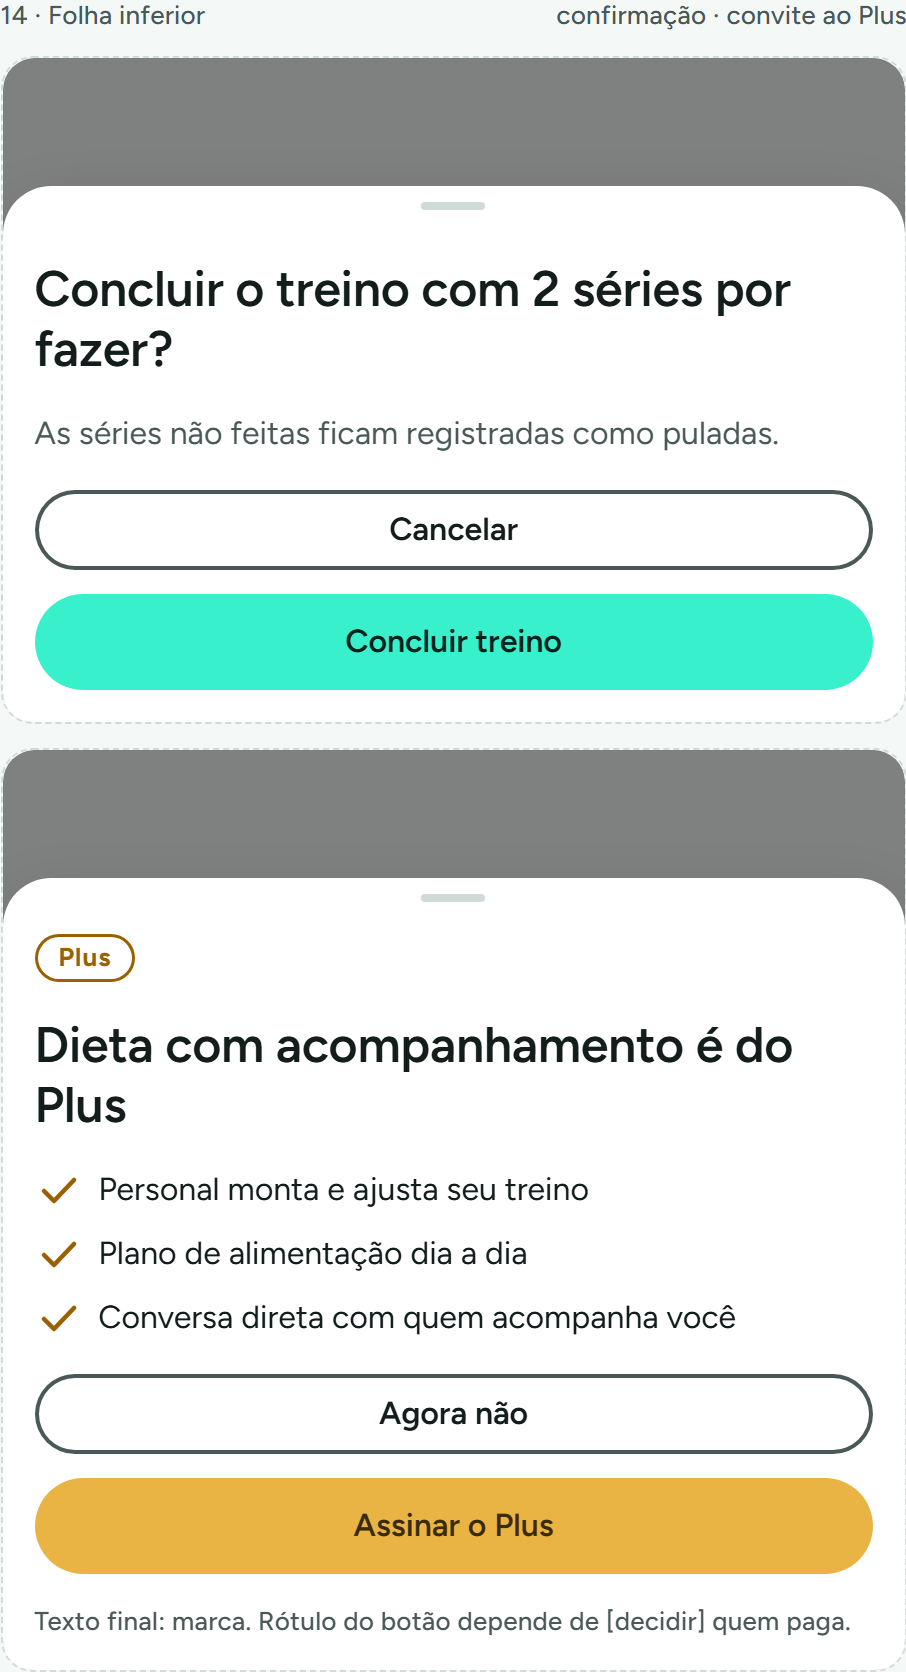 14 · Folha inferior
confirmação · convite ao Plus
Concluir o treino com 2 séries por
fazer?
As séries não feitas ficam registradas como puladas.
Cancelar
Concluir treino
Plus
Dieta com acompanhamento é do
Plus
Personal monta e ajusta seu treino
Plano de alimentação dia a dia
Conversa direta com quem acompanha você
Agora não
Assinar o Plus
Texto final: marca. Rótulo do botão depende de [decidir] quem paga.